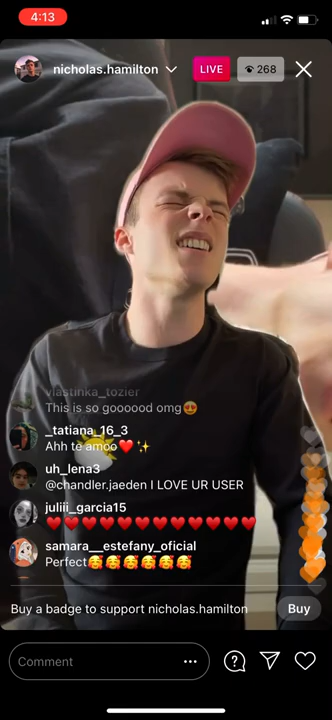 4:13
nicholas.hamilton
LIVE
268
vlastinka_tozier
This is so goooood omg😍
_tatiana_16_3
Ahh te amoo❤️✨
uh_lena3
@chandler.jaeden I LOVE UR USER
juliii_garcia15
❤️❤️❤️❤️❤️❤️❤️❤️❤️❤️❤️❤️
samara__estefany_oficial
Perfect🥰🥰🥰🥰🥰🥰
Buy a badge to support nicholas.hamilton
Buy
Comment